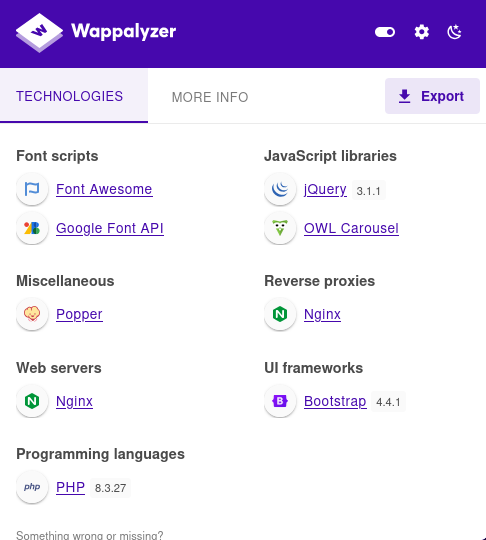 Wappalyzer
TECHNOLOGIES
MORE INFO
Export
Font scripts
Font Awesome
Google Font API
JavaScript libraries
jQuery 3.1.1
OWL Carousel
Miscellaneous
Popper
Reverse proxies
Nginx
Web servers
Nginx
UI frameworks
Bootstrap 4.4.1
Programming languages
php PHP 8.3.27
Something wrong or missing?